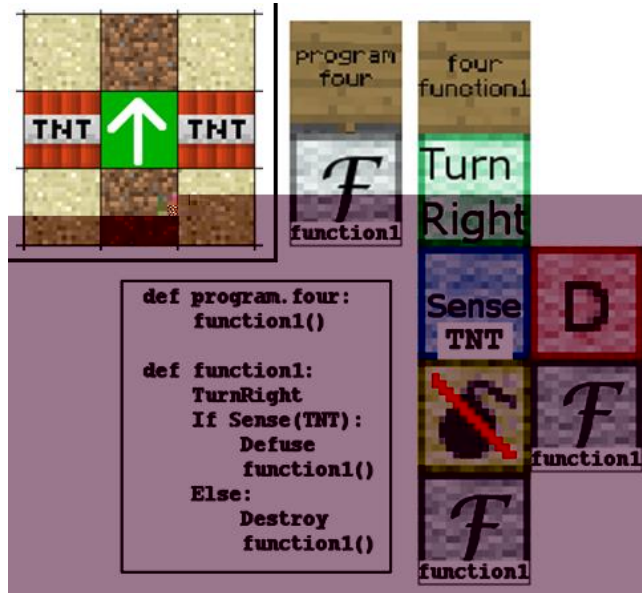 TNT
TNT
program
four
F
function1
four
function1
Turn
Right
Sense
TNT
D
F
function1
F
function1
def program.four:
function1()
def function1:
TurnRight
If Sense(TNT):
Defuse
function1()
Else:
Destroy
function1()